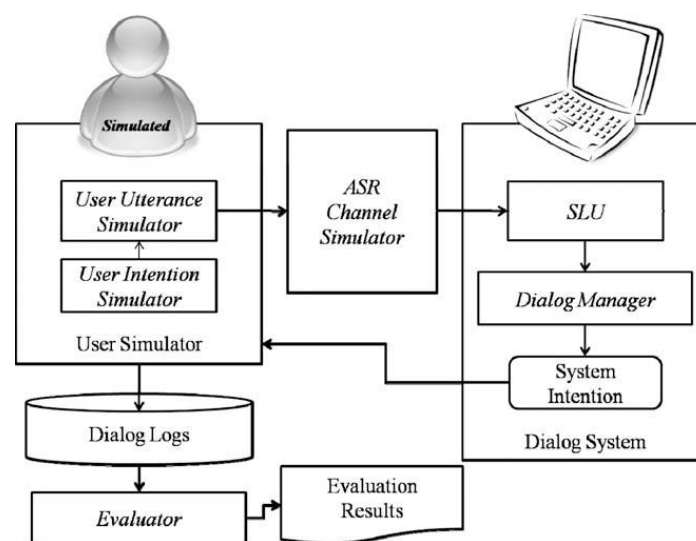 Simulated
User Utterance
Simulator
User Intention
Simulator
User Simulator
ASR
Channel
Simulator
SLU
Dialog Manager
System
Intention
Dialog System
Dialog Logs
Evaluator
Evaluation
Results